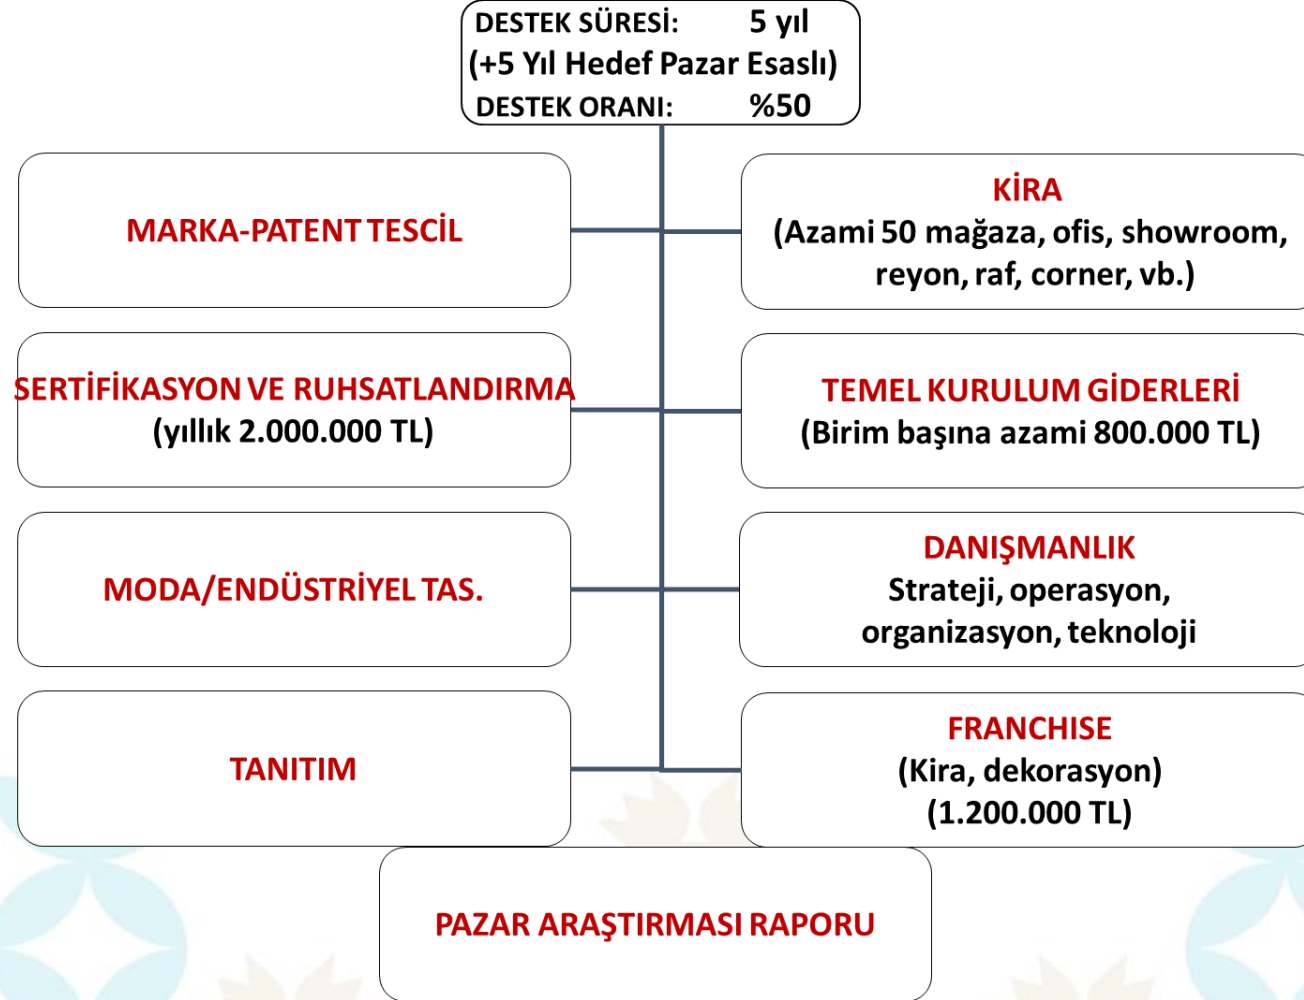 DESTEK SÜRESİ: 5 yıl
(+5 Yıl Hedef Pazar Esaslı)
DESTEK ORANI: %50
MARKA-PATENT TESCİL
KİRA
(Azami 50 mağaza, ofis, showroom,
reyon, raf, corner, vb.)
SERTİFİKASYON VE RUHSATLANDIRMA
(yıllık 2.000.000 TL)
TEMEL KURULUM GİDERLERİ
(Birim başına azami 800.000 TL)
MODA/ENDÜSTRİYEL TAS.
DANIŞMANLIK
Strateji, operasyon,
organizasyon, teknoloji
TANITIM
FRANCHISE
(Kira, dekorasyon)
(1.200.000 TL)
PAZAR ARAŞTIRMASI RAPORU